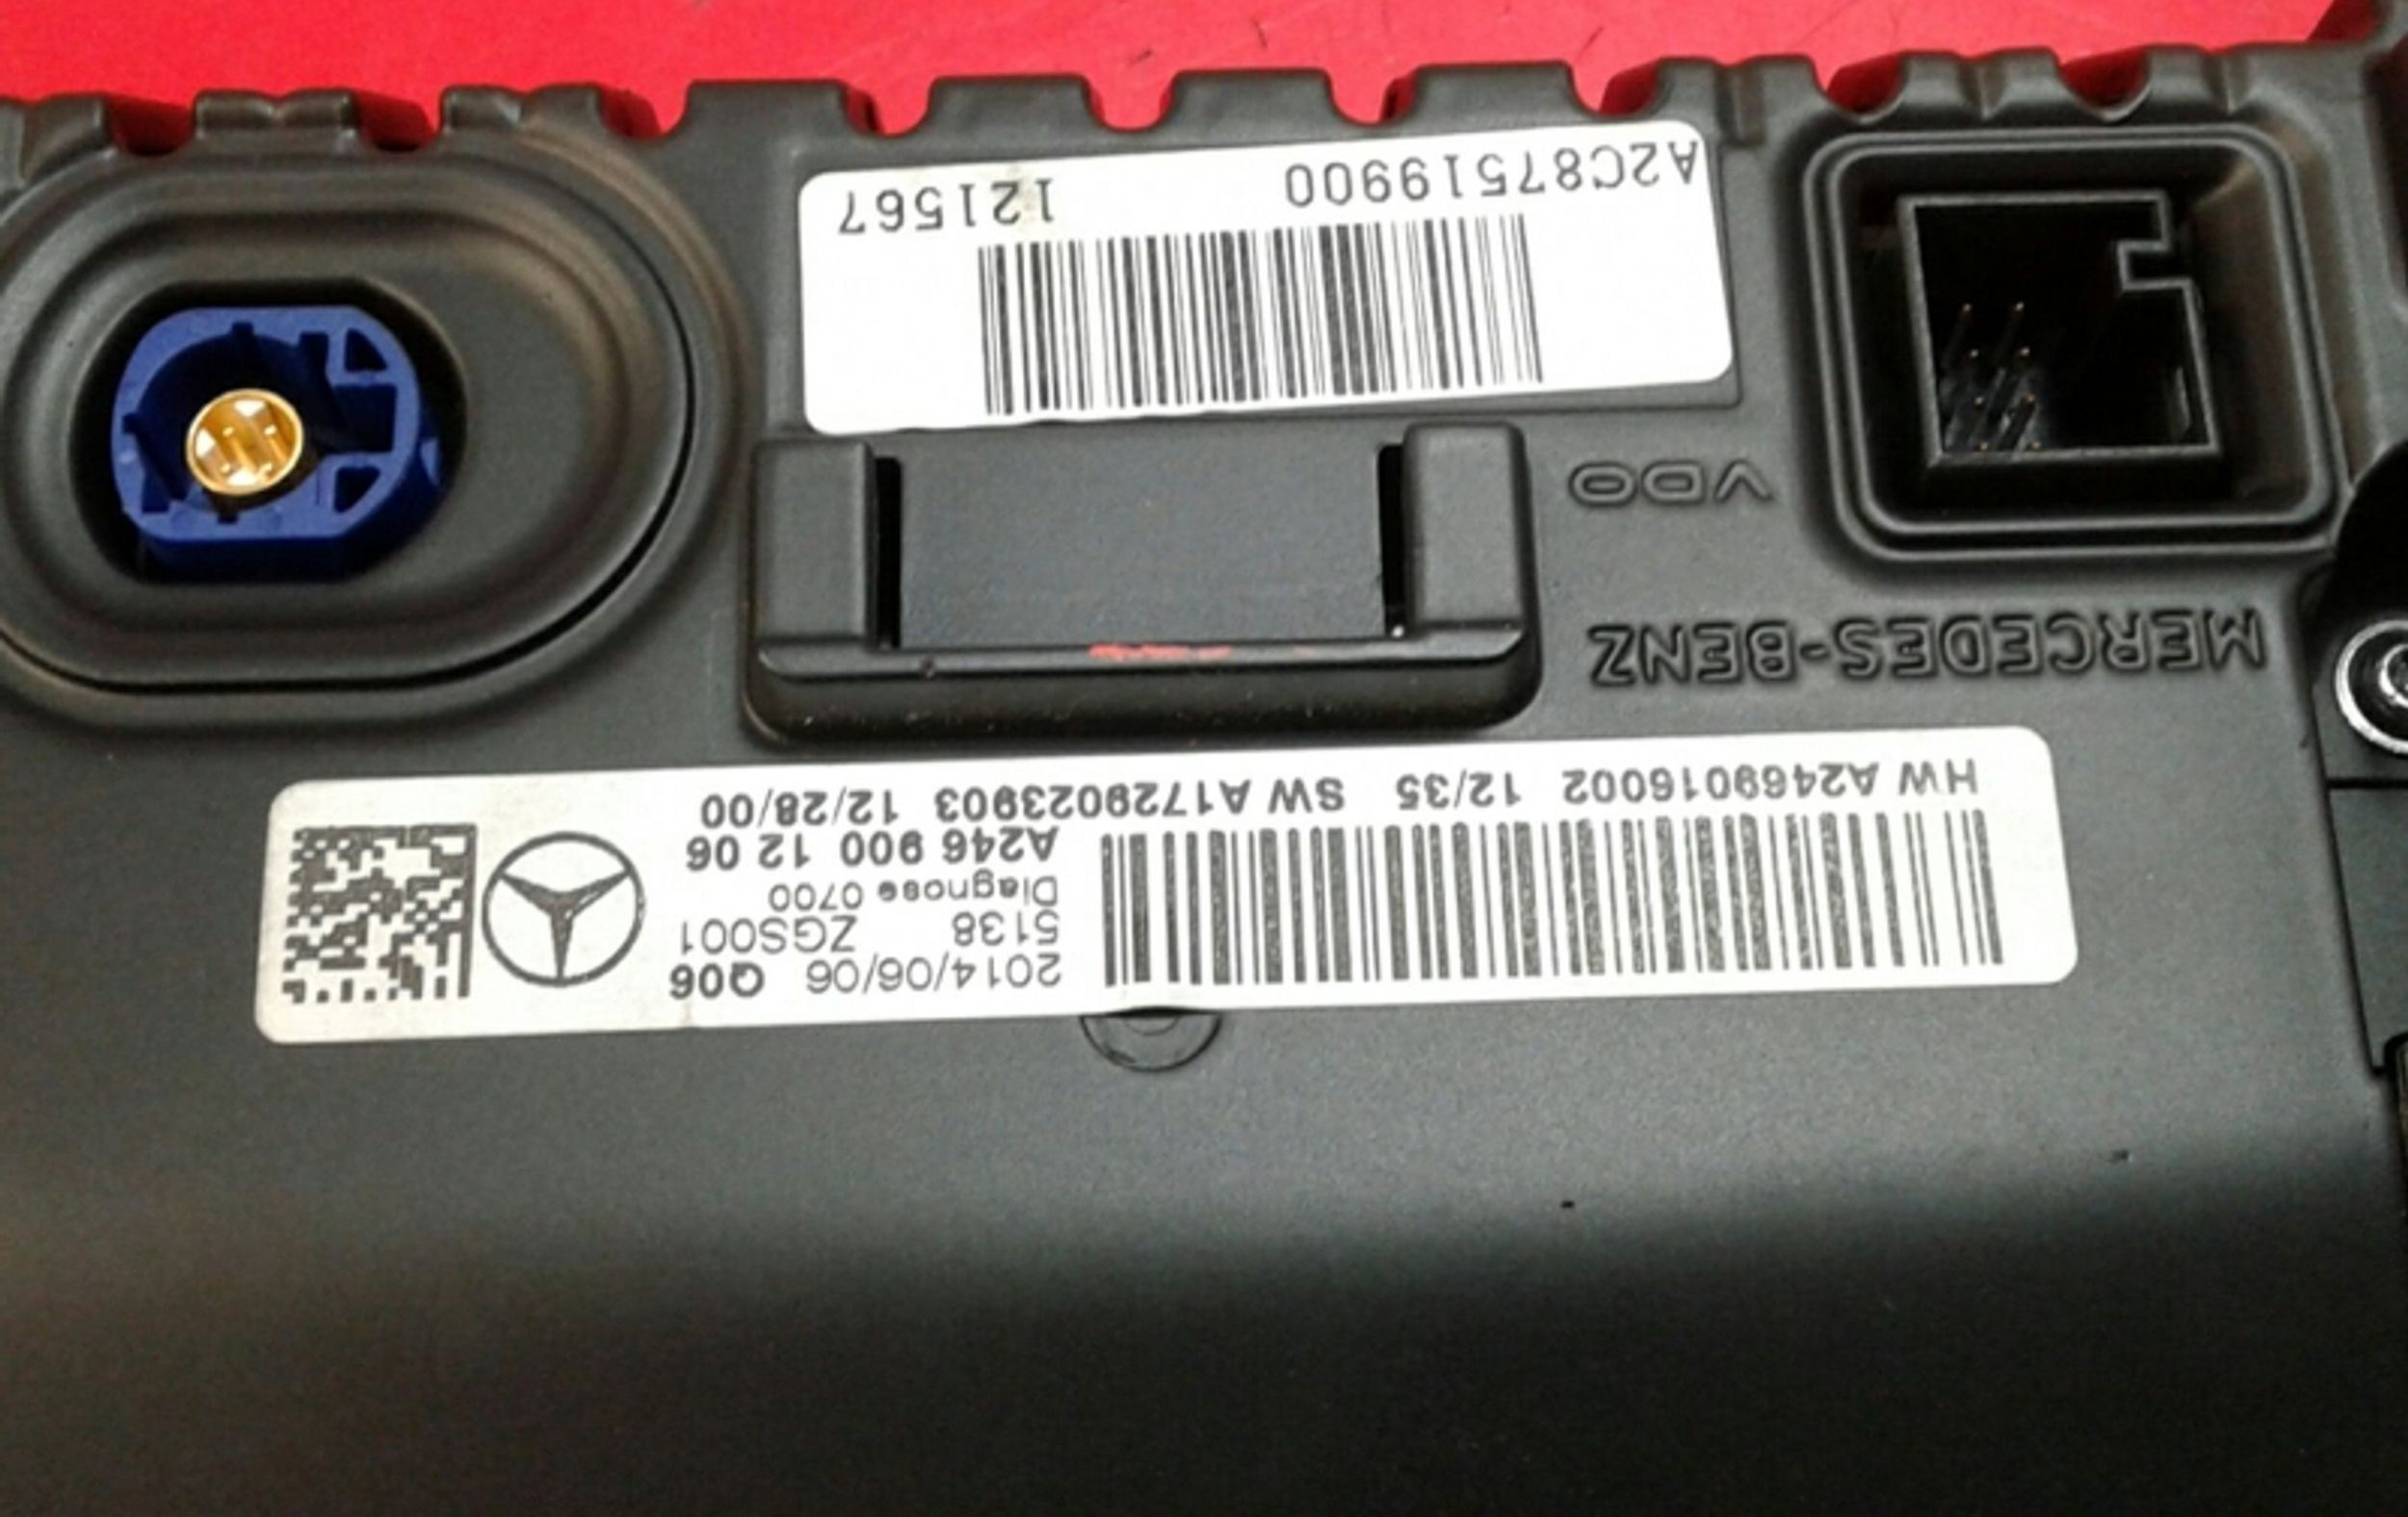 HW A2469016002 12/35 SW A1729023903 12/28/00
A246 900 12 06
Diagnose 0700
5138 ZGS001
2014/06/06 Q06
MERCEDES-BENZ
VDO
A2C87519900 121567